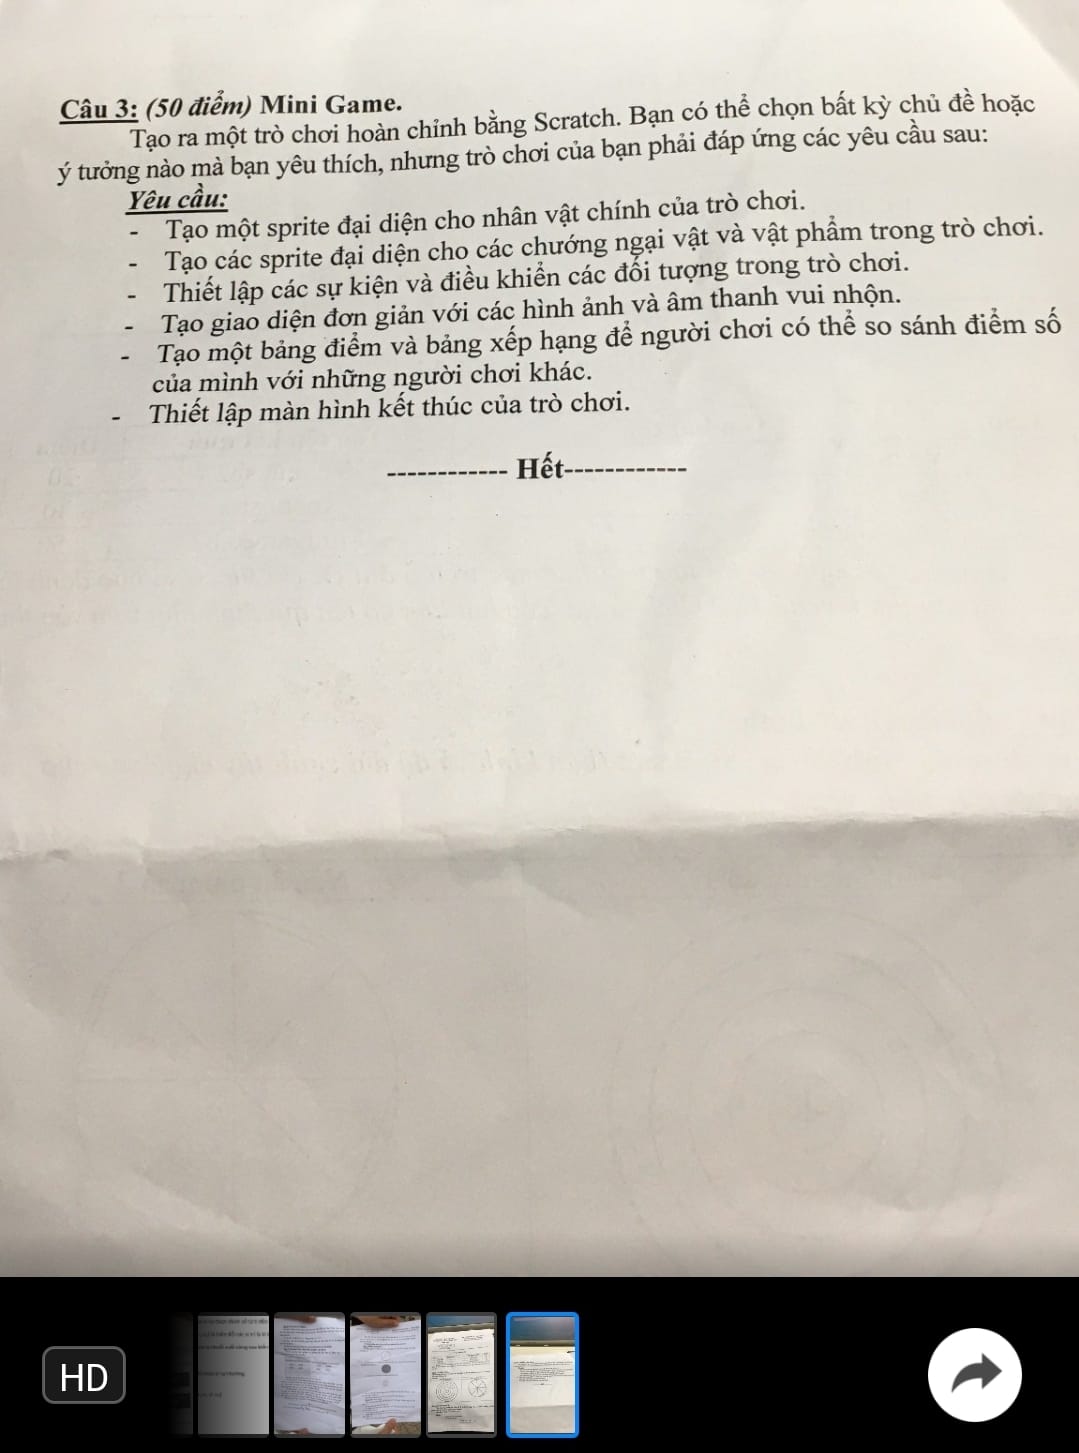 Câu 3: (50 điểm) Mini Game.
Tạo ra một trò chơi hoàn chỉnh bằng Scratch. Bạn có thể chọn bất kỳ chủ đề hoặc
ý tưởng nào mà bạn yêu thích, nhưng trò chơi của bạn phải đáp ứng các yêu cầu sau:
Yêu cầu:
- Tạo một sprite đại diện cho nhân vật chính của trò chơi.
- Tạo các sprite đại diện cho các chướng ngại vật và vật phẩm trong trò chơi.
- Thiết lập các sự kiện và điều khiển các đối tượng trong trò chơi.
- Tạo giao diện đơn giản với các hình ảnh và âm thanh vui nhộn.
- Tạo một bảng điểm và bảng xếp hạng để người chơi có thể so sánh điểm số
của mình với những người chơi khác.
- Thiết lập màn hình kết thúc của trò chơi.
------------ Hết------------
HD